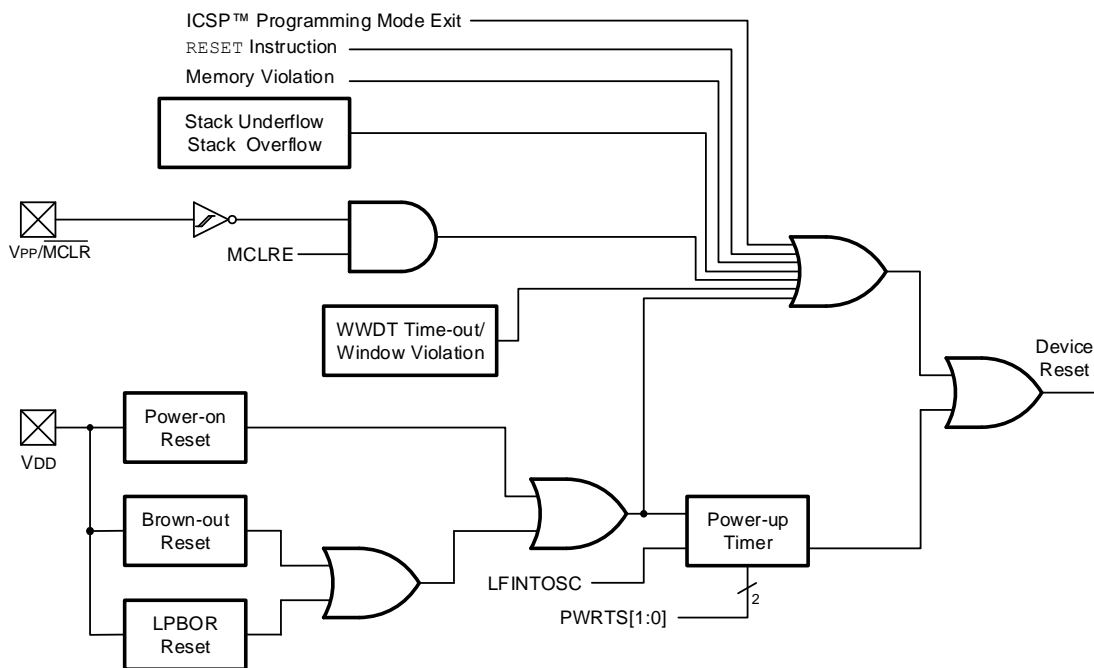 ICSP™ Programming Mode Exit
RESET Instruction
Memory Violation
Stack Underflow
Stack Overflow
VPP/MCLR
MCLRE
WWDT Time-out/
Window Violation
Device
Reset
Power-on
Reset
VDD
Brown-out
Reset
Power-up
Timer
LFINTOSC
2
PWRTS[1:0]
LPBOR
Reset